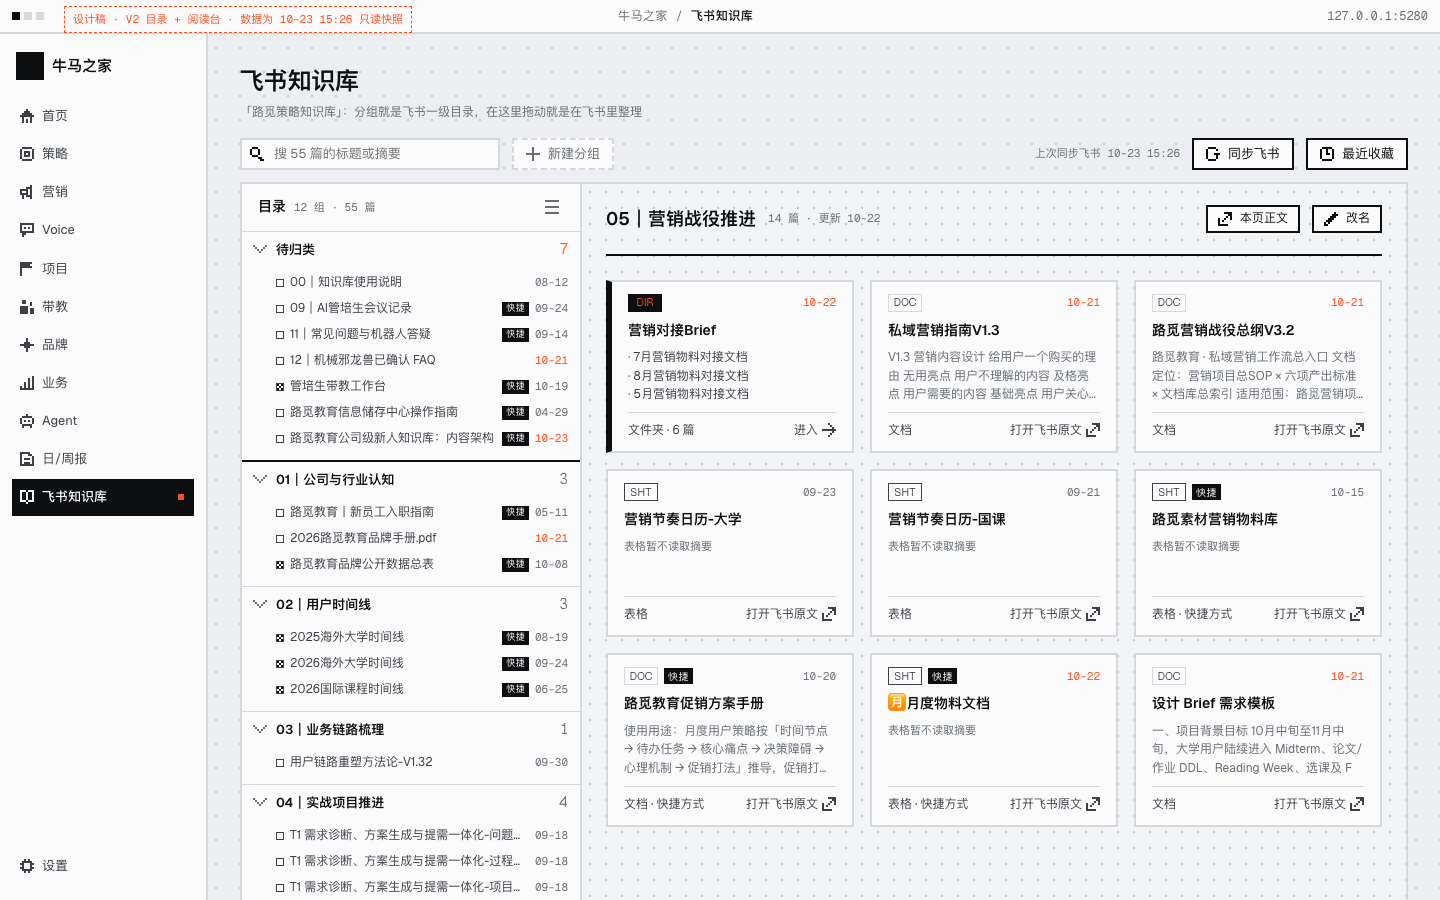 设计稿 · V2 目录 + 阅读台 · 数据为 10-23 15:26 只读快照
牛马之家 / 飞书知识库
127.0.0.1:5280
牛马之家
首页
策略
营销
Voice
项目
带教
品牌
业务
Agent
日/周报
飞书知识库
设置
飞书知识库
「路觅策略知识库」：分组就是飞书一级目录，在这里拖动就是在飞书里整理
搜 55 篇的标题或摘要
新建分组
上次同步飞书 10-23 15:26
同步飞书
最近收藏
目录 12 组 · 55 篇
待归类 7
00｜知识库使用说明 08-12
09｜AI管培生会议记录 快捷 09-24
11｜常见问题与机器人答疑 快捷 09-14
12｜机械邪龙兽已确认 FAQ 10-21
管培生带教工作台 快捷 10-19
路觅教育信息储存中心操作指南 快捷 04-29
路觅教育公司级新人知识库：内容架构 快捷 10-23
01｜公司与行业认知 3
路觅教育｜新员工入职指南 快捷 05-11
2026路觅教育品牌手册.pdf 10-21
路觅教育品牌公开数据总表 快捷 10-08
02｜用户时间线 3
2025海外大学时间线 快捷 08-19
2026海外大学时间线 快捷 09-24
2026国际课程时间线 快捷 06-25
03｜业务链路梳理 1
用户链路重塑方法论-V1.32 09-30
04｜实战项目推进 4
T1 需求诊断、方案生成与提需一体化-问题… 09-18
T1 需求诊断、方案生成与提需一体化-过程… 09-18
T1 需求诊断、方案生成与提需一体化-项目… 09-18
05｜营销战役推进 14 篇 · 更新 10-22
本页正文
改名
DIR 10-22
营销对接Brief
· 7月营销物料对接文档
· 8月营销物料对接文档
· 5月营销物料对接文档
文件夹 · 6 篇 进入
DOC 10-21
私域营销指南V1.3
V1.3 营销内容设计 给用户一个购买的理
由 无用亮点 用户不理解的内容 及格亮
点 用户需要的内容 基础亮点 用户关心…
文档 打开飞书原文
DOC 10-21
路觅营销战役总纲V3.2
路觅教育 · 私域营销工作流总入口 文档
定位：营销项目总SOP × 六项产出标准
× 文档库总索引 适用范围：路觅营销项…
文档 打开飞书原文
SHT 09-23
营销节奏日历-大学
表格暂不读取摘要
表格 打开飞书原文
SHT 09-21
营销节奏日历-国课
表格暂不读取摘要
表格 打开飞书原文
SHT 快捷 10-15
路觅素材营销物料库
表格暂不读取摘要
表格 · 快捷方式 打开飞书原文
DOC 快捷 10-20
路觅教育促销方案手册
使用用途：月度用户策略按「时间节点
→ 待办任务 → 核心痛点 → 决策障碍 →
心理机制 → 促销打法」推导，促销打…
文档 · 快捷方式 打开飞书原文
SHT 快捷 10-22
🈷️月度物料文档
表格暂不读取摘要
表格 · 快捷方式 打开飞书原文
DOC 10-21
设计 Brief 需求模板
一、项目背景目标 10月中旬至11月中
旬，大学用户陆续进入 Midterm、论文/
作业 DDL、Reading Week、选课及 F
文档 打开飞书原文